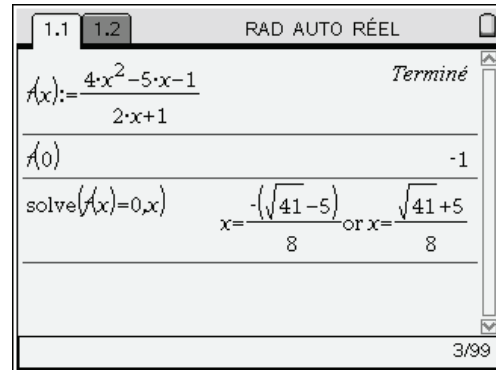 1.1 1.2 RAD AUTO RÉEL
f(x):=(4·x²−5·x−1)/(2·x+1) Terminé
f(0) -1
solve(f(x)=0,x) x=-(√41−5)/8 or x=(√41+5)/8
3/99